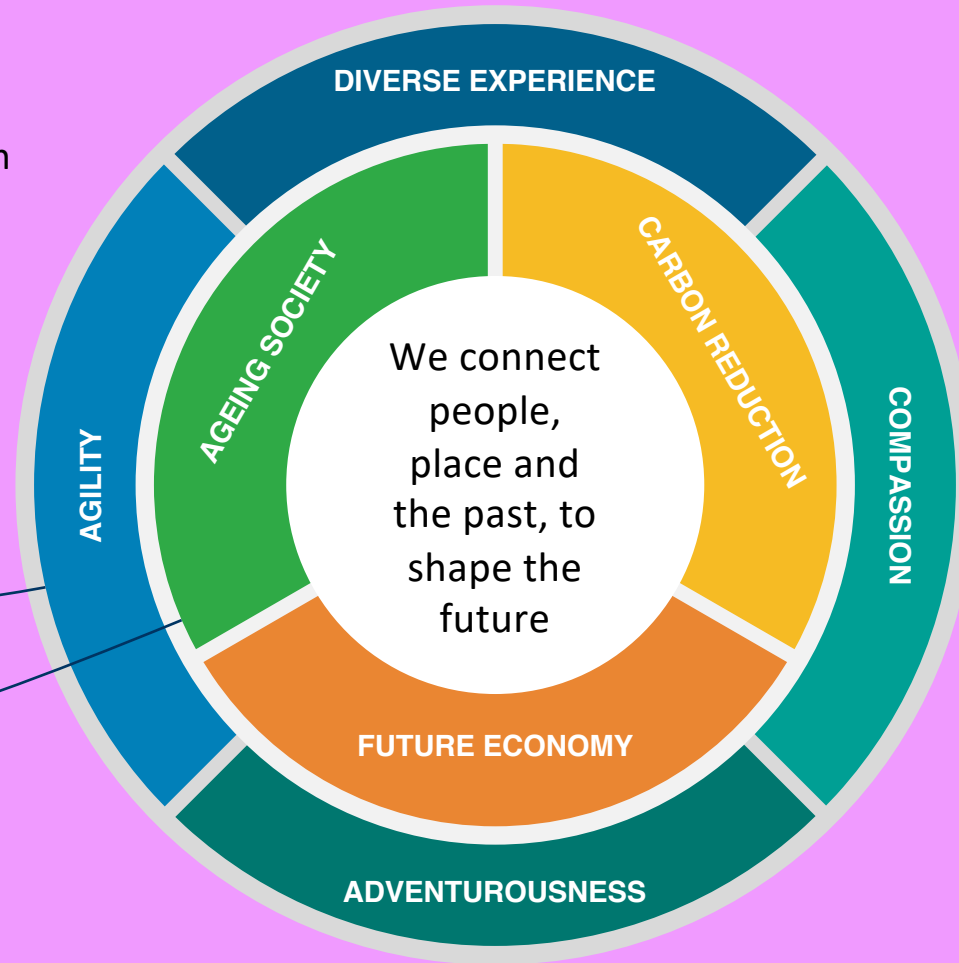 DIVERSE EXPERIENCE
AGEING SOCIETY
CARBON REDUCTION
We connect
people,
place and
the past, to
shape the
future
AGILITY
COMPASSION
FUTURE ECONOMY
ADVENTUROUSNESS